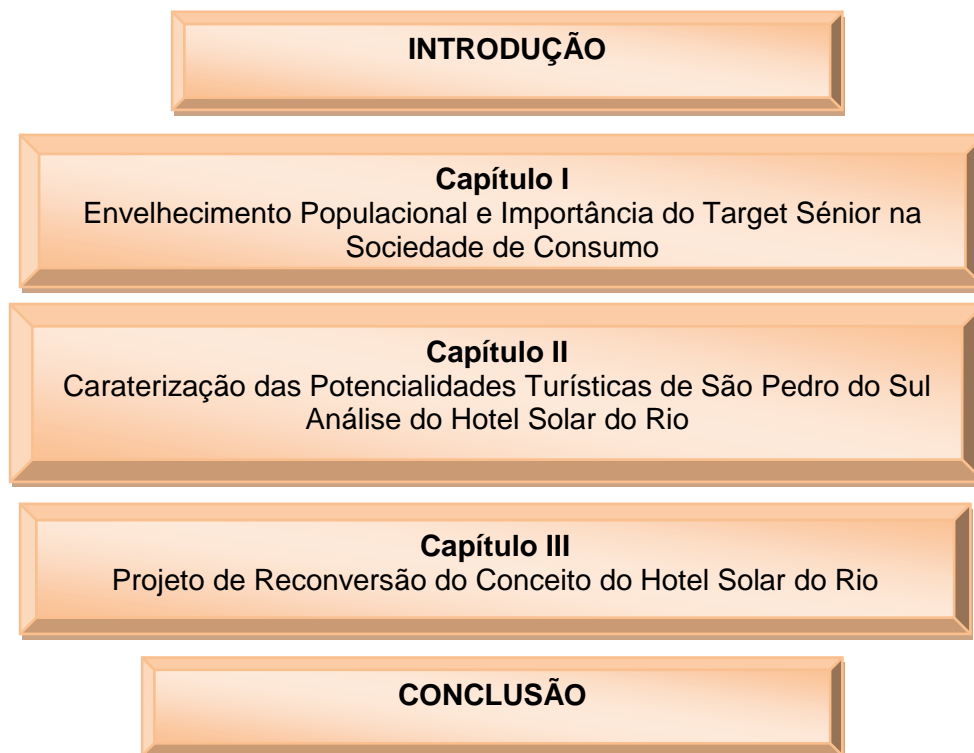 INTRODUÇÃO
Capítulo I
Envelhecimento Populacional e Importância do Target Sénior na
Sociedade de Consumo
Capítulo II
Caraterização das Potencialidades Turísticas de São Pedro do Sul
Análise do Hotel Solar do Rio
Capítulo III
Projeto de Reconversão do Conceito do Hotel Solar do Rio
CONCLUSÃO